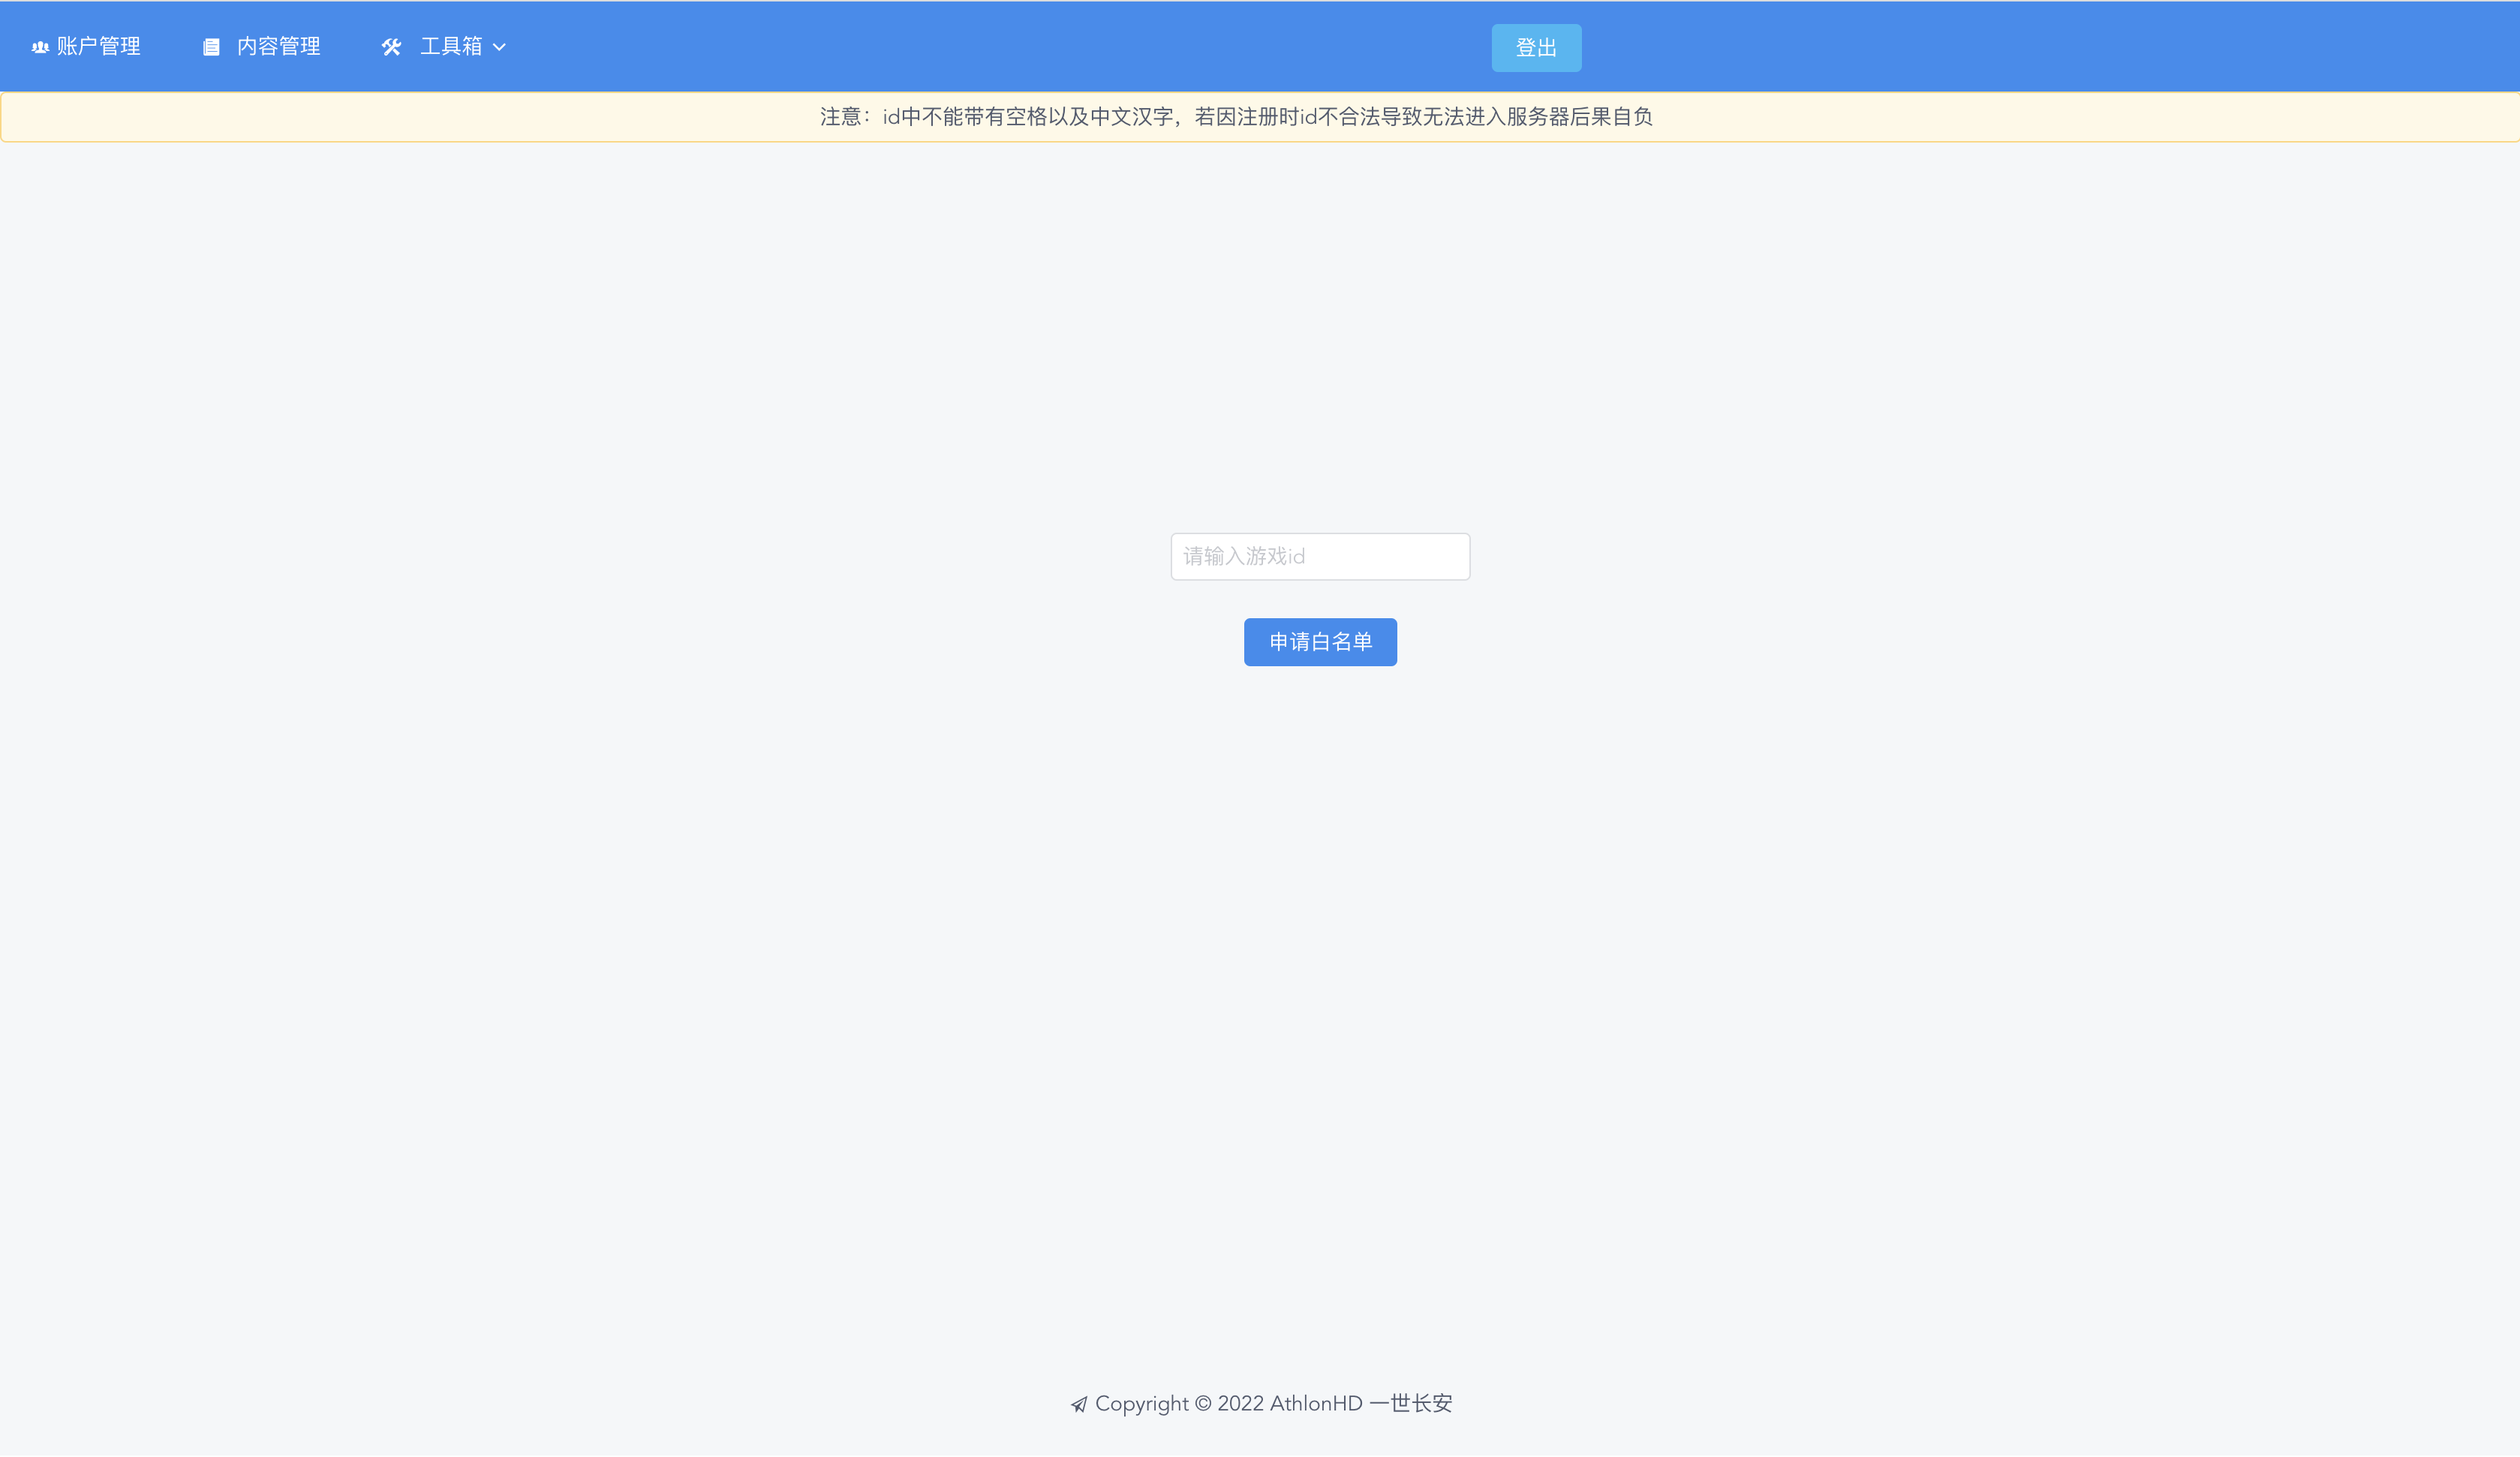 账户管理 内容管理 工具箱 登出
注意：id中不能带有空格以及中文汉字，若因注册时id不合法导致无法进入服务器后果自负
请输入游戏id
申请白名单
Copyright © 2022 AthlonHD 一世长安